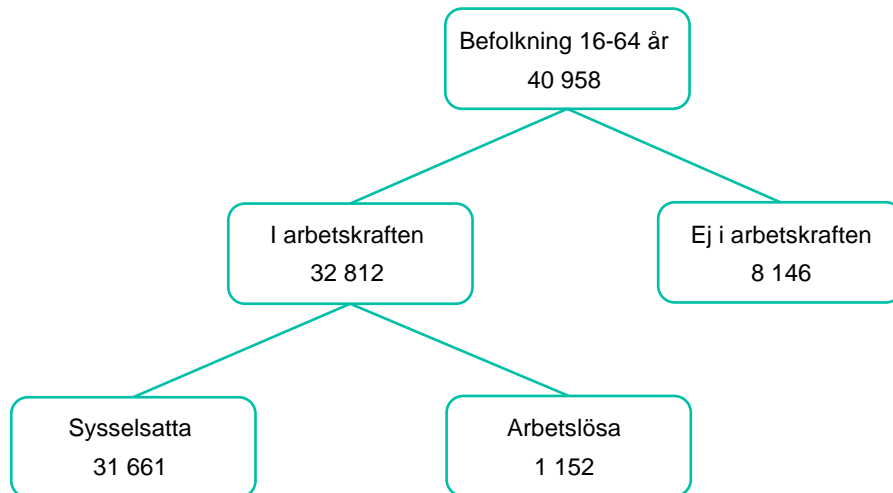 Befolkning 16-64 år
40 958
I arbetskraften
32 812
Ej i arbetskraften
8 146
Sysselsatta
31 661
Arbetslösa
1 152